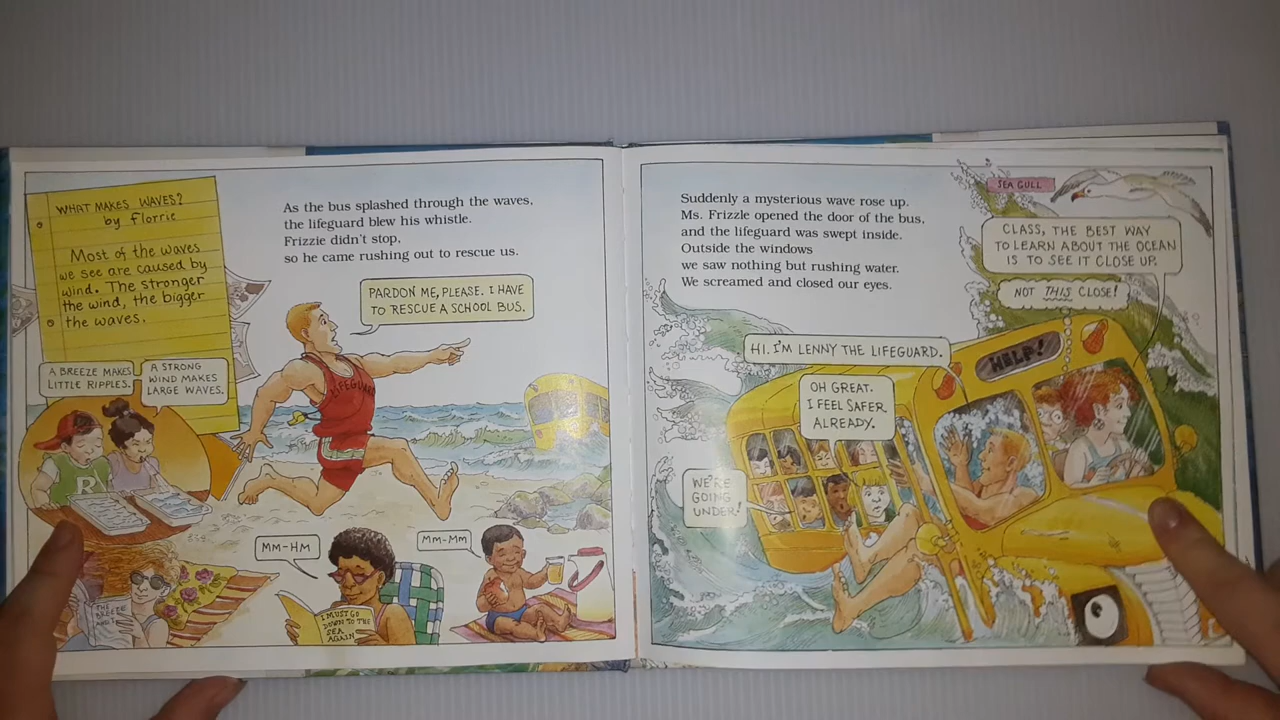 WHAT MAKES WAVES?
by Florrie
Most of the waves
we see are caused by
wind. The stronger
the wind, the bigger
the waves.
A BREEZE MAKES
LITTLE RIPPLES.
A STRONG
WIND MAKES
LARGE WAVES.
R
As the bus splashed through the waves,
the lifeguard blew his whistle.
Frizzie didn't stop,
so he came rushing out to rescue us.
PARDON ME, PLEASE. I HAVE
TO RESCUE A SCHOOL BUS.
LIFEGUARD
THE
BREEZE
AND I
MM-HM
I MUST GO
DOWN TO THE
SEA
AGAIN
MM-MM
Suddenly a mysterious wave rose up.
Ms. Frizzle opened the door of the bus,
and the lifeguard was swept inside.
Outside the windows
we saw nothing but rushing water.
We screamed and closed our eyes.
SEA GULL
CLASS, THE BEST WAY
TO LEARN ABOUT THE OCEAN
IS TO SEE IT CLOSE UP.
NOT THIS CLOSE!
HI. I'M LENNY THE LIFEGUARD.
HELP!
OH GREAT.
I FEEL SAFER
ALREADY.
WE'RE
GOING
UNDER!